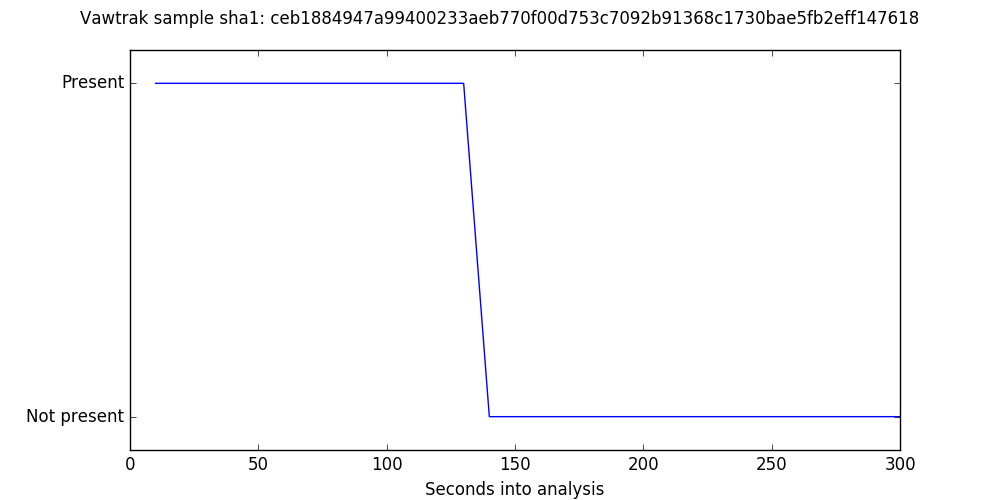 Vawtrak sample sha1: ceb1884947a99400233aeb770f00d753c7092b91368c1730bae5fb2eff147618
Present
Not present
0 50 100 150 200 250 300
Seconds into analysis